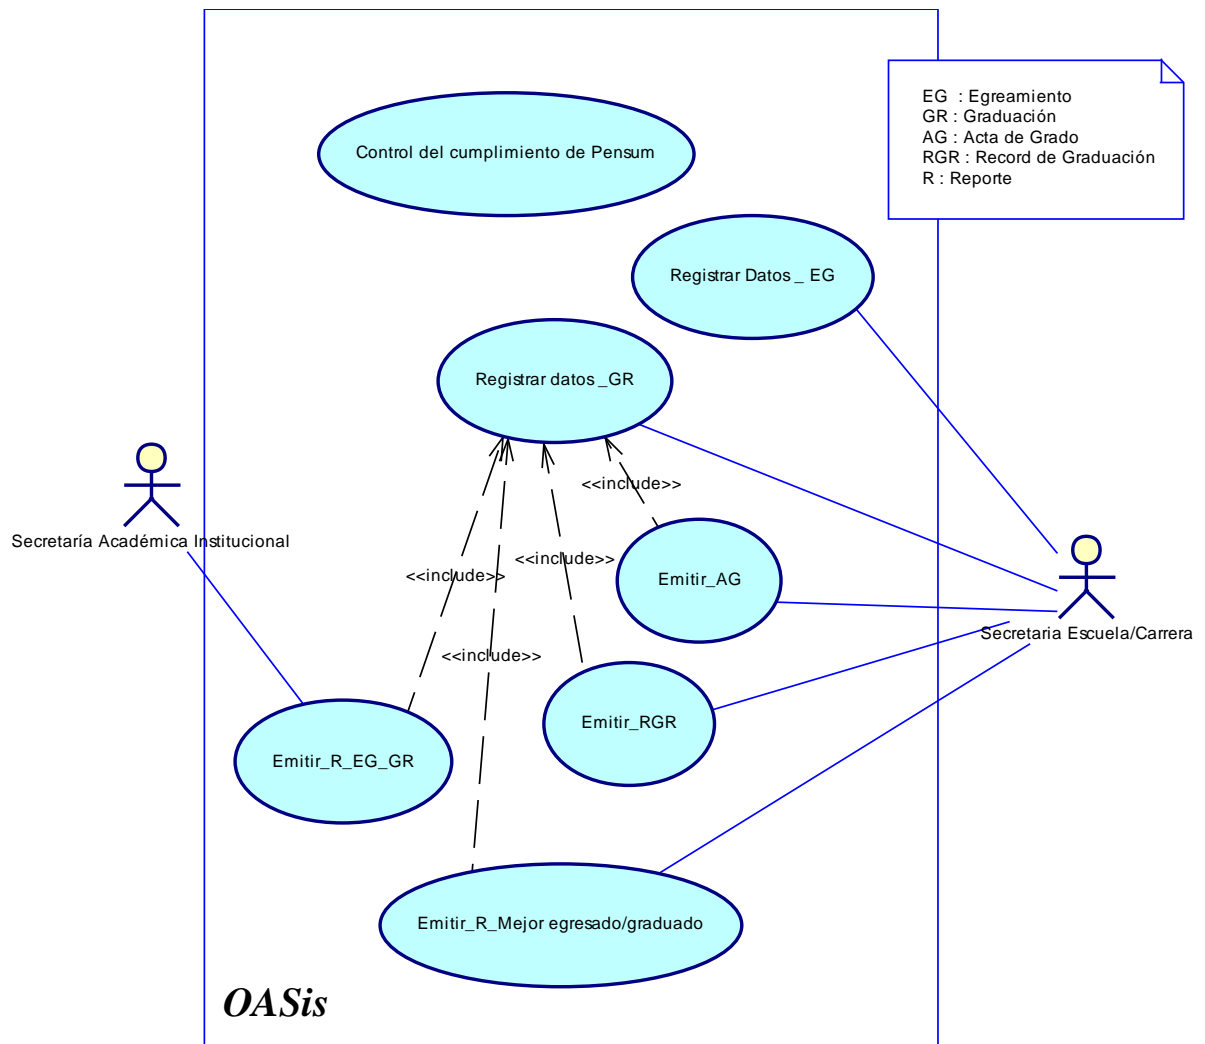 EG : Egreamiento
GR : Graduación
AG : Acta de Grado
RGR : Record de Graduación
R : Reporte
Control del cumplimiento de Pensum
Registrar Datos _ EG
Registrar datos _GR
<<include>>
Secretaría Académica Institucional
<<include>>
<<include>>
Emitir_AG
Secretaria Escuela/Carrera
<<include>>
Emitir_RGR
Emitir_R_EG_GR
Emitir_R_Mejor egresado/graduado
OASis